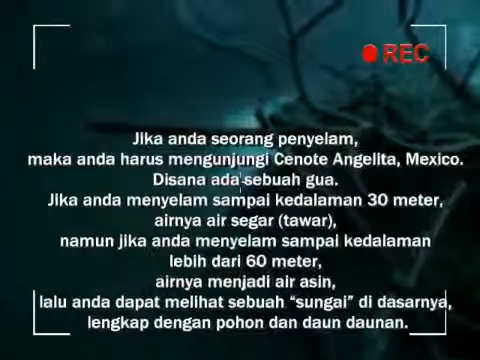 REC
Jika anda seorang penyelam,
maka anda harus mengunjungi Cenote Angelita, Mexico.
Disana ada sebuah gua.
Jika anda menyelam sampai kedalaman 30 meter,
airnya air segar (tawar),
namun jika anda menyelam sampai kedalaman
lebih dari 60 meter,
airnya menjadi air asin,
lalu anda dapat melihat sebuah “sungai” di dasarnya,
lengkap dengan pohon dan daun daunan.